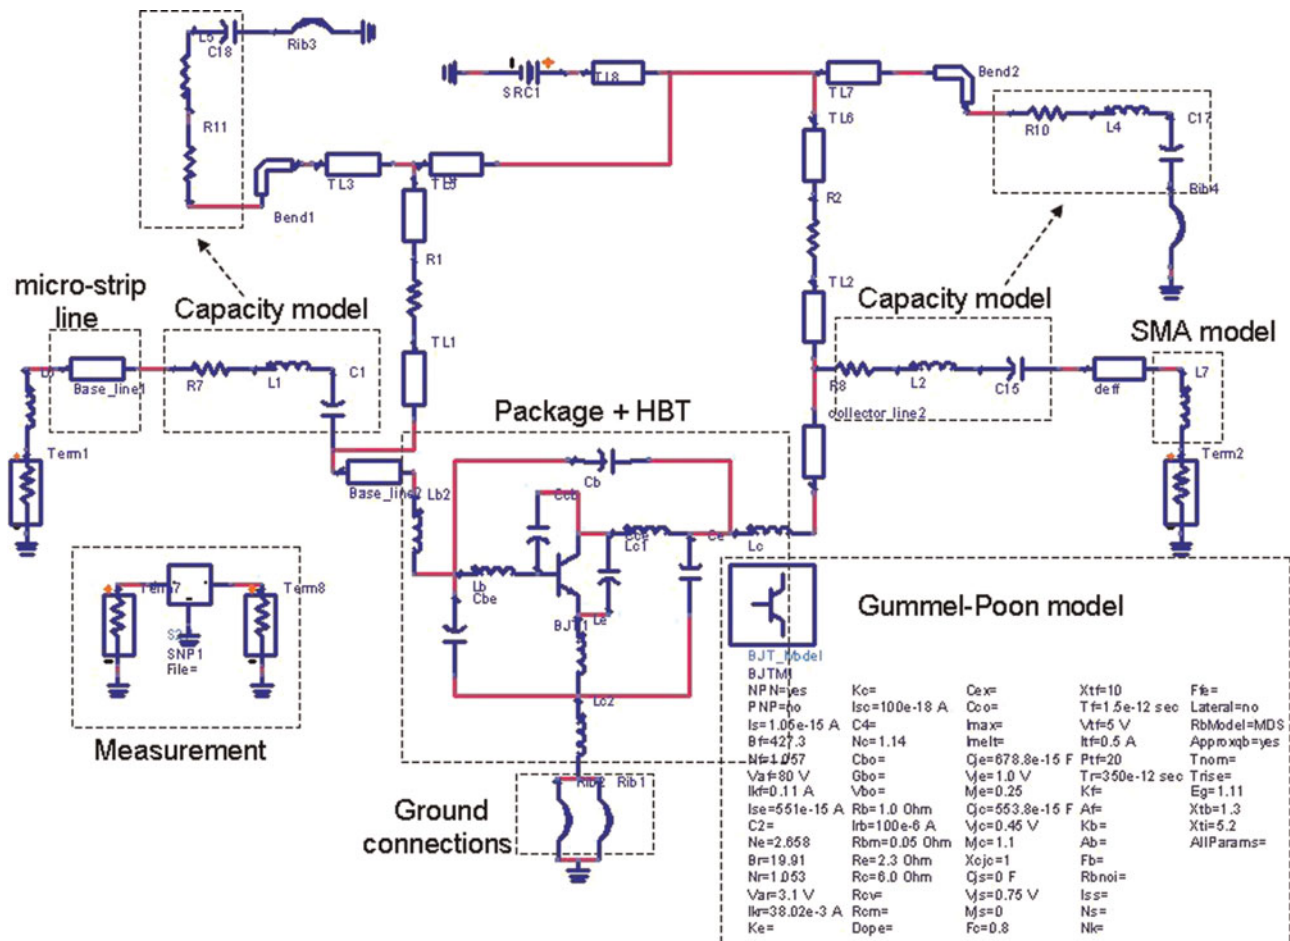 L6
C18
Rib3
SRC1
TL8
TL7
Bend2
TL6
R11
R10
L4
C17
TL3
TL5
Bend1
R2
Rib4
R1
micro-strip
line
Capacity model
TL2
Capacity model
SMA model
TL1
Base_line1
R7
L1
C1
R8
L2
C15
deff
L7
collector_line2
Package + HBT
Term1
Term2
Cb
Base_line2
Lb2
Ccb
Cbe
Lc1
Ce
Lc
Lb
Cbe
Term7
Term8
BJT1
Le
Gummel-Poon model
SNP1
File=
BJT_Model
BJTM1
Measurement
Lc2
Rib2
Rib1
Ground
connections
NPN=yes Kc= Cex= Xtf=10 Ffe=
PNP=no Isc=100e-18 A Cco= Tf=1.5e-12 sec Lateral=no
Is=1.05e-15 A C4= Imax= Vtf=5 V RbModel=MDS
Bf=427.3 Nc=1.14 Imelt= Itf=0.5 A Approxqb=yes
Nf=1.057 Cbo= Cje=678.8e-15 F Ptf=20 Tnom=
Vaf=80 V Gbo= Vje=1.0 V Tr=350e-12 sec Trise=
Ikf=0.11 A Vbo= Mje=0.25 Kf= Eg=1.11
Ise=551e-15 A Rb=1.0 Ohm Cjc=553.8e-15 F Af= Xtb=1.3
C2= Irb=100e-6 A Vjc=0.45 V Kb= Xti=5.2
Ne=2.658 Rbm=0.05 Ohm Mjc=1.1 Ab= AllParams=
Br=19.91 Re=2.3 Ohm Xcjc=1 Fb=
Nr=1.053 Rc=6.0 Ohm Cjs=0 F Rbnoi=
Var=3.1 V Rcv= Vjs=0.75 V Iss=
Ikr=38.02e-3 A Rcm= Mjs=0 Ns=
Ke= Dope= Fc=0.8 Nk=